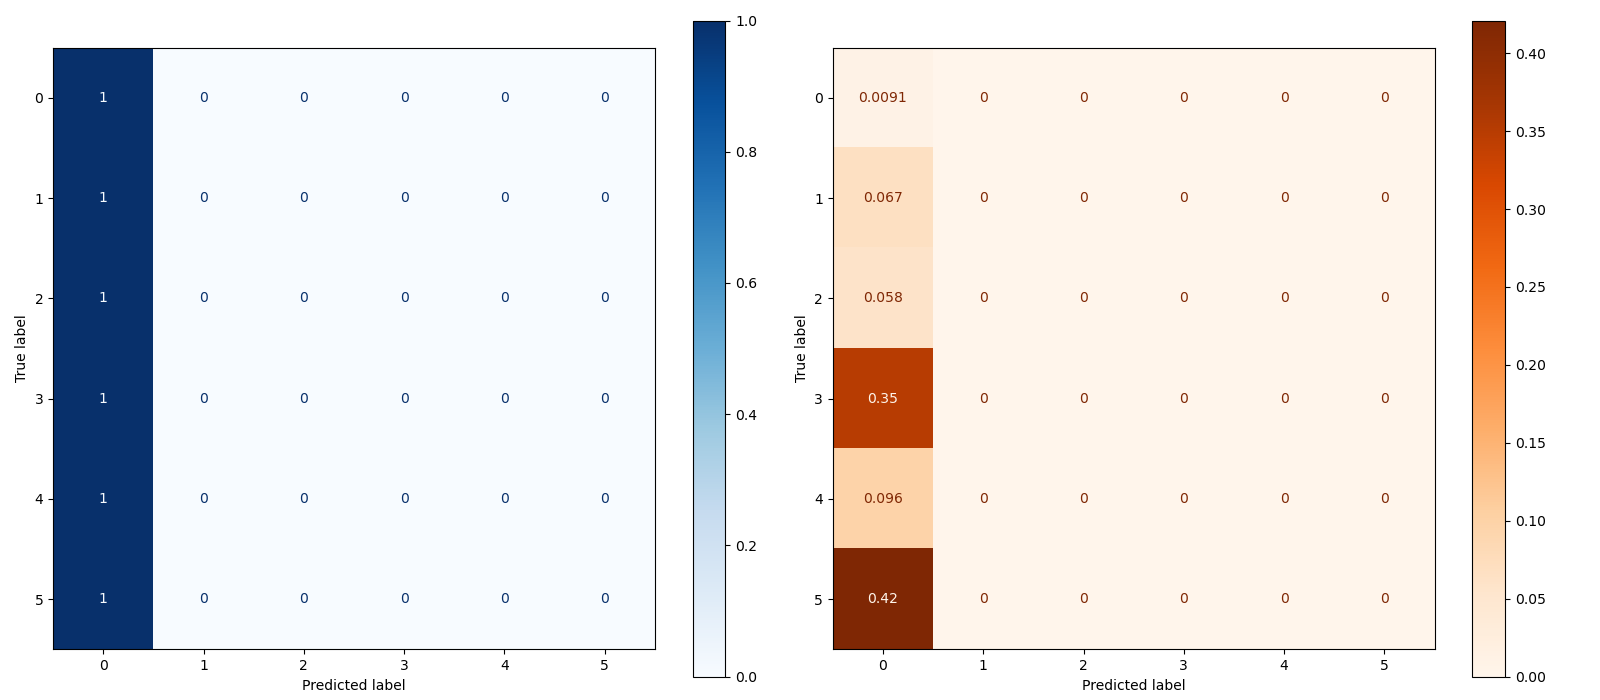 1.0
0 1 0 0 0 0 0
0.8
1 1 0 0 0 0 0
2 1 0 0 0 0 0
0.6
True label
3 1 0 0 0 0 0
0.4
4 1 0 0 0 0 0
0.2
5 1 0 0 0 0 0
0.0
0 1 2 3 4 5
Predicted label
0.40
0 0.0091 0 0 0 0 0
0.35
1 0.067 0 0 0 0 0
0.30
0.25
2 0.058 0 0 0 0 0
True label
0.20
3 0.35 0 0 0 0 0
0.15
4 0.096 0 0 0 0 0
0.10
5 0.42 0 0 0 0 0
0.05
0.00
0 1 2 3 4 5
Predicted label